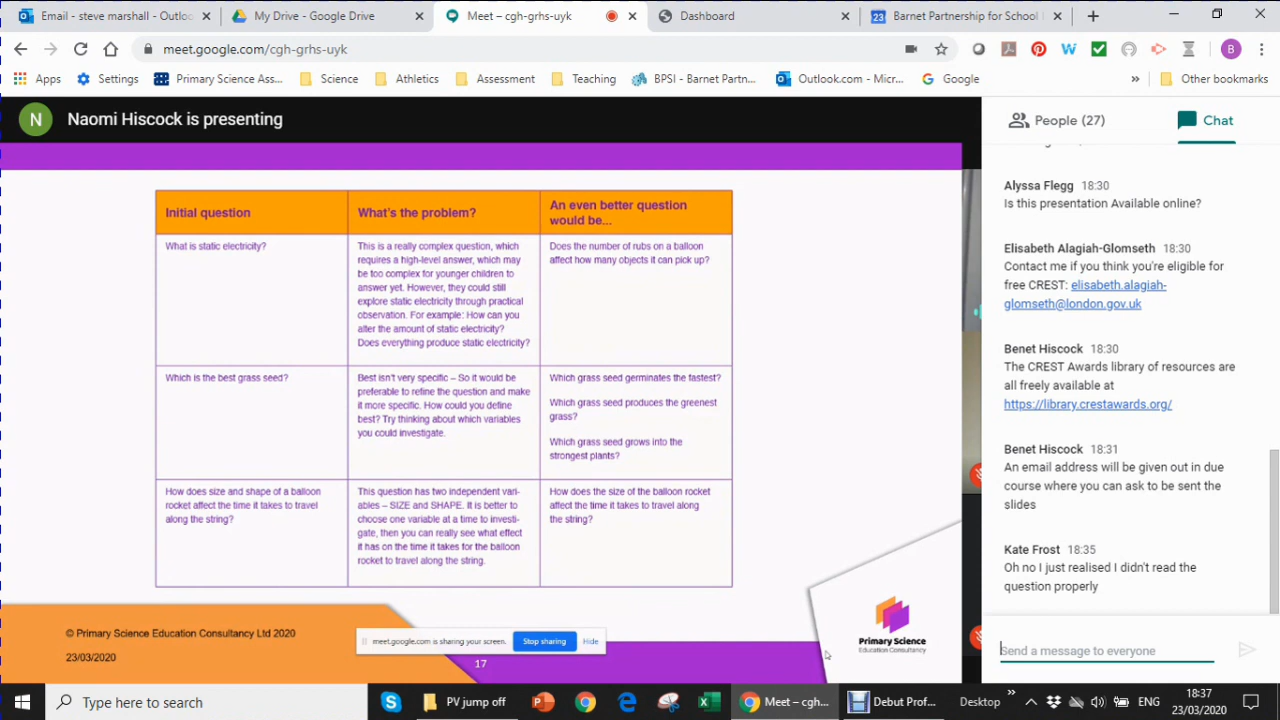 Email - steve marshall - Outloo
My Drive - Google Drive
Meet – cgh-grhs-uyk
Dashboard
23
Barnet Partnership for School I
meet.google.com/cgh-grhs-uyk
B
Apps
Settings
Primary Science Ass...
Science
Athletics
Assessment
Teaching
BPSI - Barnet Partn...
Outlook.com - Micr...
Google
»
Other bookmarks
N
Naomi Hiscock is presenting
Initial question
What's the problem?
An even better question
would be...
What is static electricity?
This is a really complex question, which
requires a high-level answer, which may
be too complex for younger children to
answer yet. However, they could still
explore static electricity through practical
observation. For example: How can you
alter the amount of static electricity?
Does everything produce static electricity?
Does the number of rubs on a balloon
affect how many objects it can pick up?
Which is the best grass seed?
Best isn't very specific – So it would be
preferable to refine the question and make
it more specific. How could you define
best? Try thinking about which variables
you could investigate.
Which grass seed germinates the fastest?
Which grass seed produces the greenest
grass?
Which grass seed grows into the
strongest plants?
How does size and shape of a balloon
rocket affect the time it takes to travel
along the string?
This question has two independent vari-
ables – SIZE and SHAPE. It is better to
choose one variable at a time to investi-
gate, then you can really see what effect
it has on the time it takes for the balloon
rocket to travel along the string.
How does the size of the balloon rocket
affect the time it takes to travel along
the string?
© Primary Science Education Consultancy Ltd 2020
23/03/2020
meet.google.com is sharing your screen.
Stop sharing
Hide
17
Primary Science
Education Consultancy
People (27)
Chat
Alyssa Flegg 18:30
Is this presentation Available online?
Elisabeth Alagiah-Glomseth 18:30
Contact me if you think you're eligible for
free CREST: elisabeth.alagiah-
glomseth@london.gov.uk
Benet Hiscock 18:30
The CREST Awards library of resources are
all freely available at
https://library.crestawards.org/
Benet Hiscock 18:31
An email address will be given out in due
course where you can ask to be sent the
slides
Kate Frost 18:35
Oh no I just realised I didn't read the
question properly
Send a message to everyone
Type here to search
PV jump off
Meet – cgh-...
Debut Prof...
Desktop
»
ENG
18:37
23/03/2020